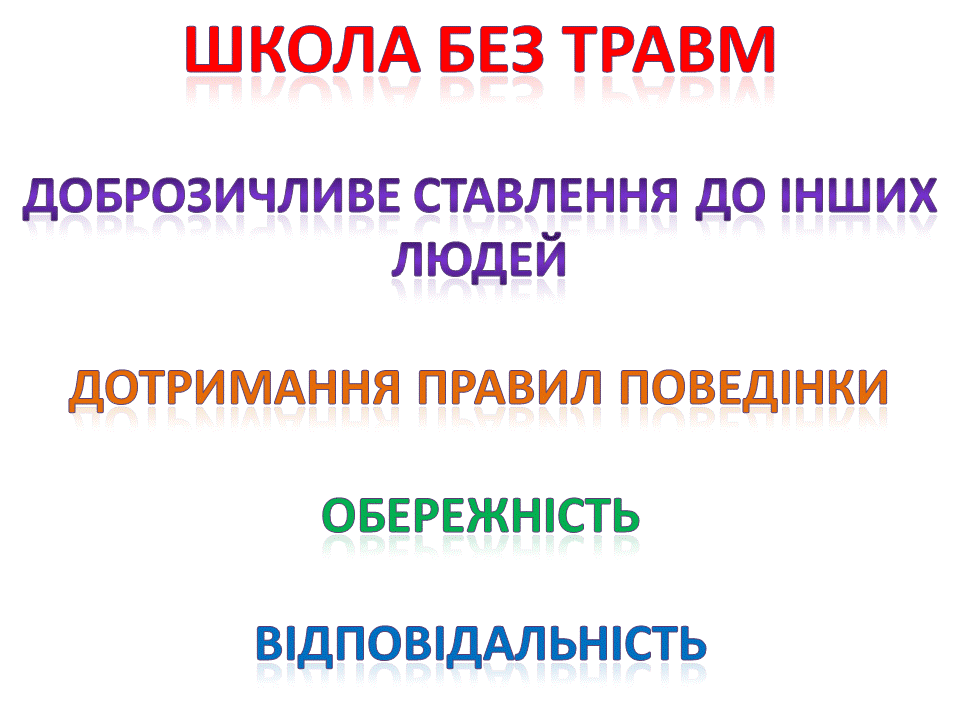 ШКОЛА БЕЗ ТРАВМ
ДОБРОЗИЧЛИВЕ СТАВЛЕННЯ ДО ІНШИХ
ЛЮДЕЙ
ДОТРИМАННЯ ПРАВИЛ ПОВЕДІНКИ
ОБЕРЕЖНІСТЬ
ВІДПОВІДАЛЬНІСТЬ